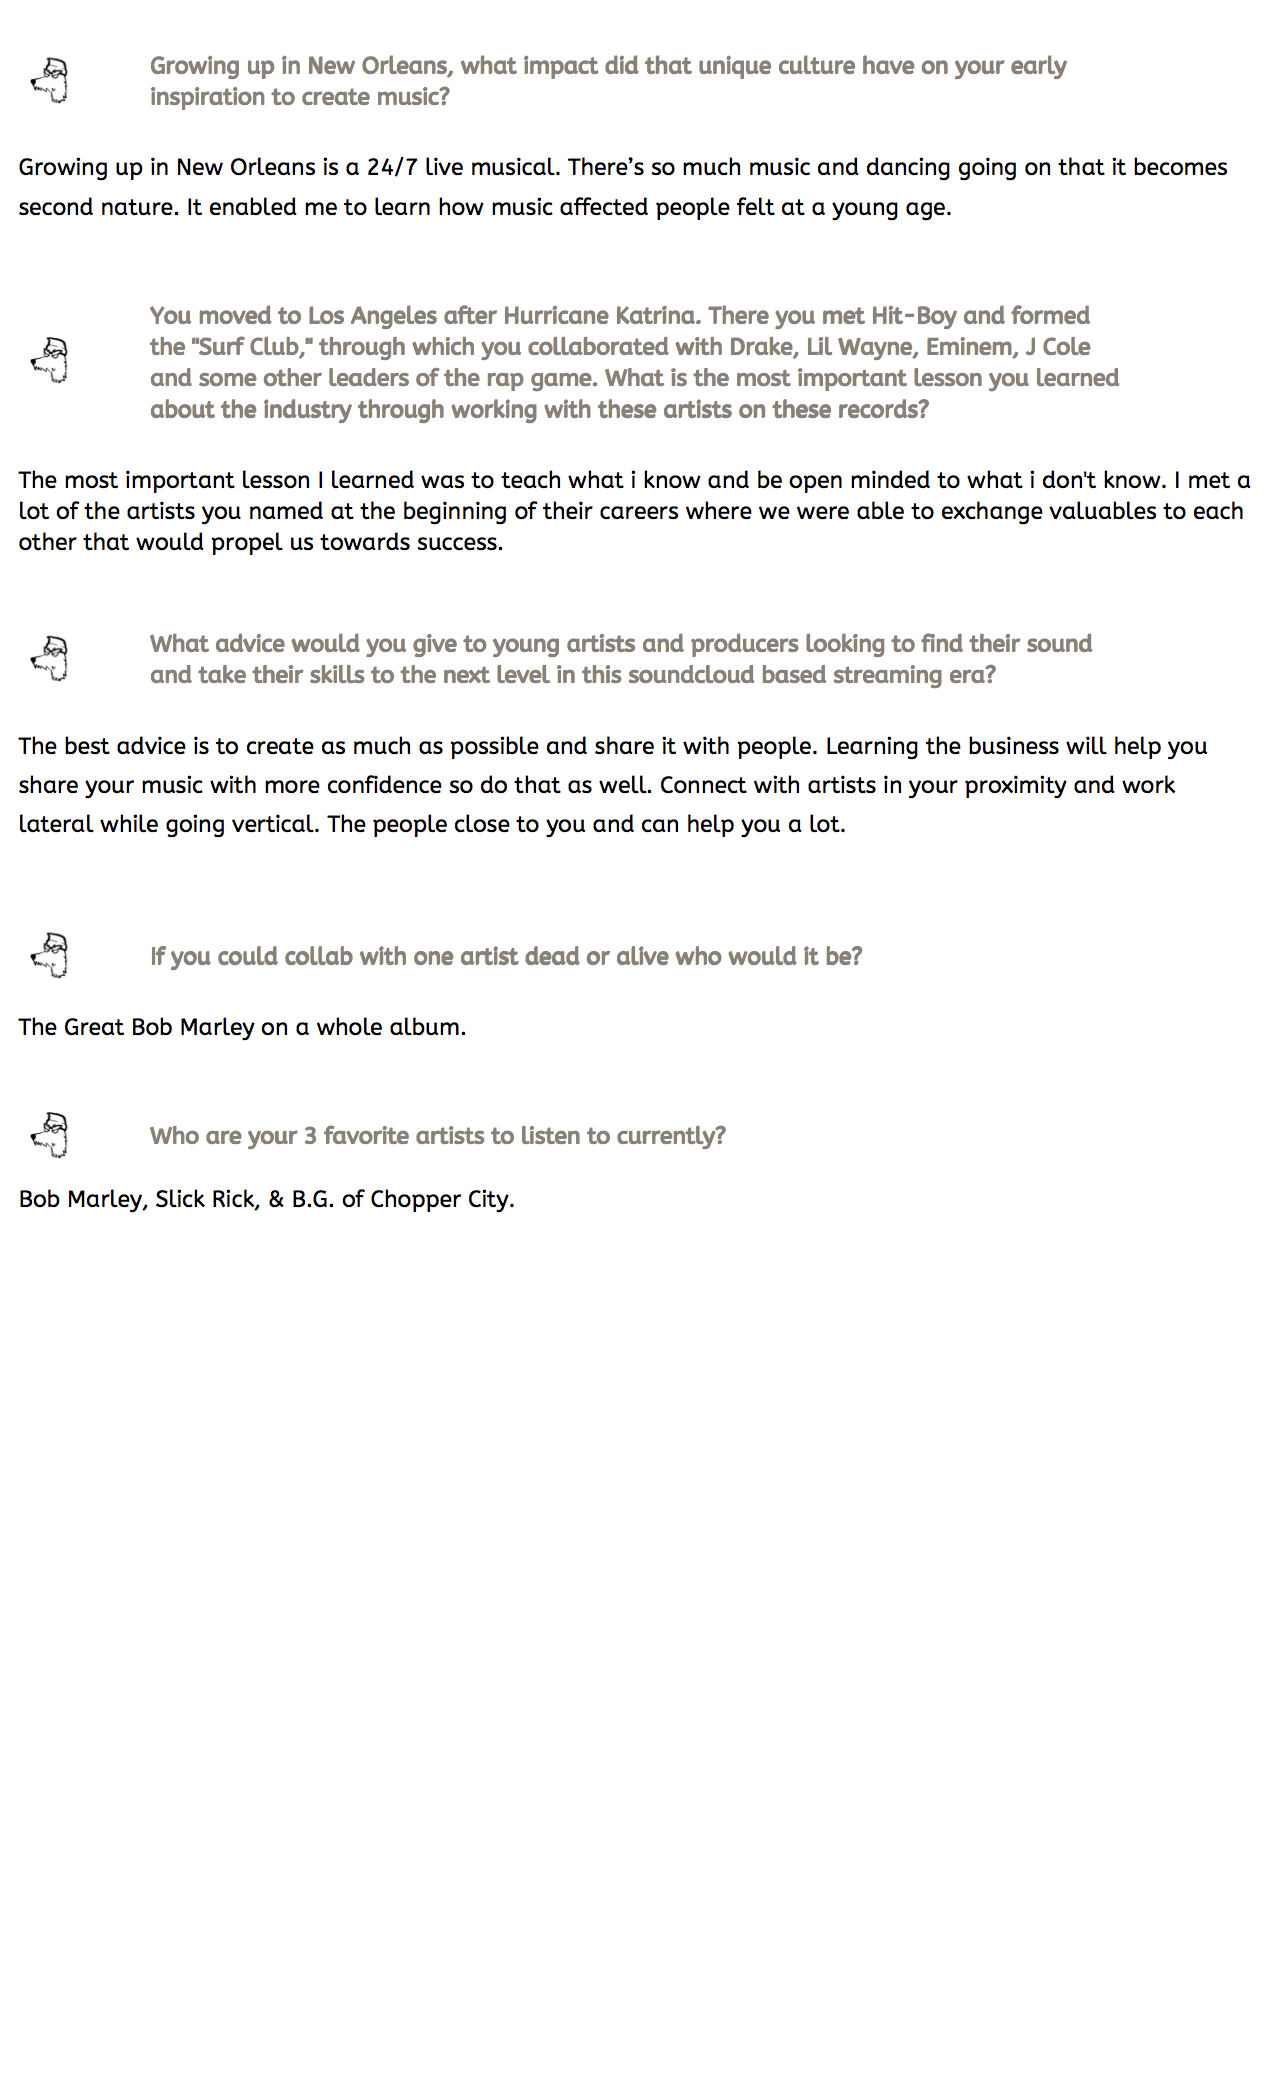 Growing up in New Orleans, what impact did that unique culture have on your early
inspiration to create music?
Growing up in New Orleans is a 24/7 live musical. There’s so much music and dancing going on that it becomes
second nature. It enabled me to learn how music affected people felt at a young age.
You moved to Los Angeles after Hurricane Katrina. There you met Hit-Boy and formed
the "Surf Club," through which you collaborated with Drake, Lil Wayne, Eminem, J Cole
and some other leaders of the rap game. What is the most important lesson you learned
about the industry through working with these artists on these records?
The most important lesson I learned was to teach what i know and be open minded to what i don't know. I met a
lot of the artists you named at the beginning of their careers where we were able to exchange valuables to each
other that would propel us towards success.
What advice would you give to young artists and producers looking to find their sound
and take their skills to the next level in this soundcloud based streaming era?
The best advice is to create as much as possible and share it with people. Learning the business will help you
share your music with more confidence so do that as well. Connect with artists in your proximity and work
lateral while going vertical. The people close to you and can help you a lot.
If you could collab with one artist dead or alive who would it be?
The Great Bob Marley on a whole album.
Who are your 3 favorite artists to listen to currently?
Bob Marley, Slick Rick, & B.G. of Chopper City.